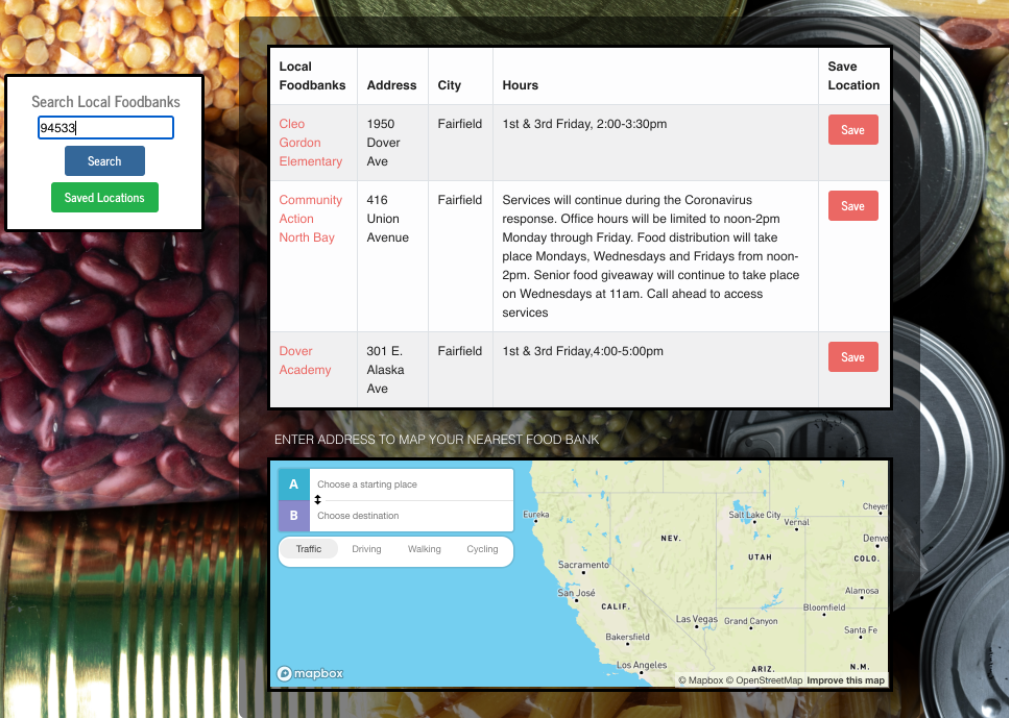 Search Local Foodbanks
94533
Search
Saved Locations
Local
Foodbanks
Address
City
Hours
Save
Location
Cleo
Gordon
Elementary
1950
Dover
Ave
Fairfield
1st & 3rd Friday, 2:00-3:30pm
Save
Community
Action
North Bay
416
Union
Avenue
Fairfield
Services will continue during the Coronavirus
response. Office hours will be limited to noon-2pm
Monday through Friday. Food distribution will take
place Mondays, Wednesdays and Fridays from noon-
2pm. Senior food giveaway will continue to take place
on Wednesdays at 11am. Call ahead to access
services
Save
Dover
Academy
301 E.
Alaska
Ave
Fairfield
1st & 3rd Friday,4:00-5:00pm
Save
ENTER ADDRESS TO MAP YOUR NEAREST FOOD BANK
A Choose a starting place
B Choose destination
Traffic Driving Walking Cycling
Eureka
Salt Lake City
Vernal
Cheyer
NEV.
UTAH
Denve
COLO.
Sacramento
San José
CALIF.
Las Vegas
Grand Canyon
Bloomfield
Alamosa
Santa Fe
Bakersfield
Los Angeles
ARIZ.
N.M.
mapbox
© Mapbox © OpenStreetMap Improve this map